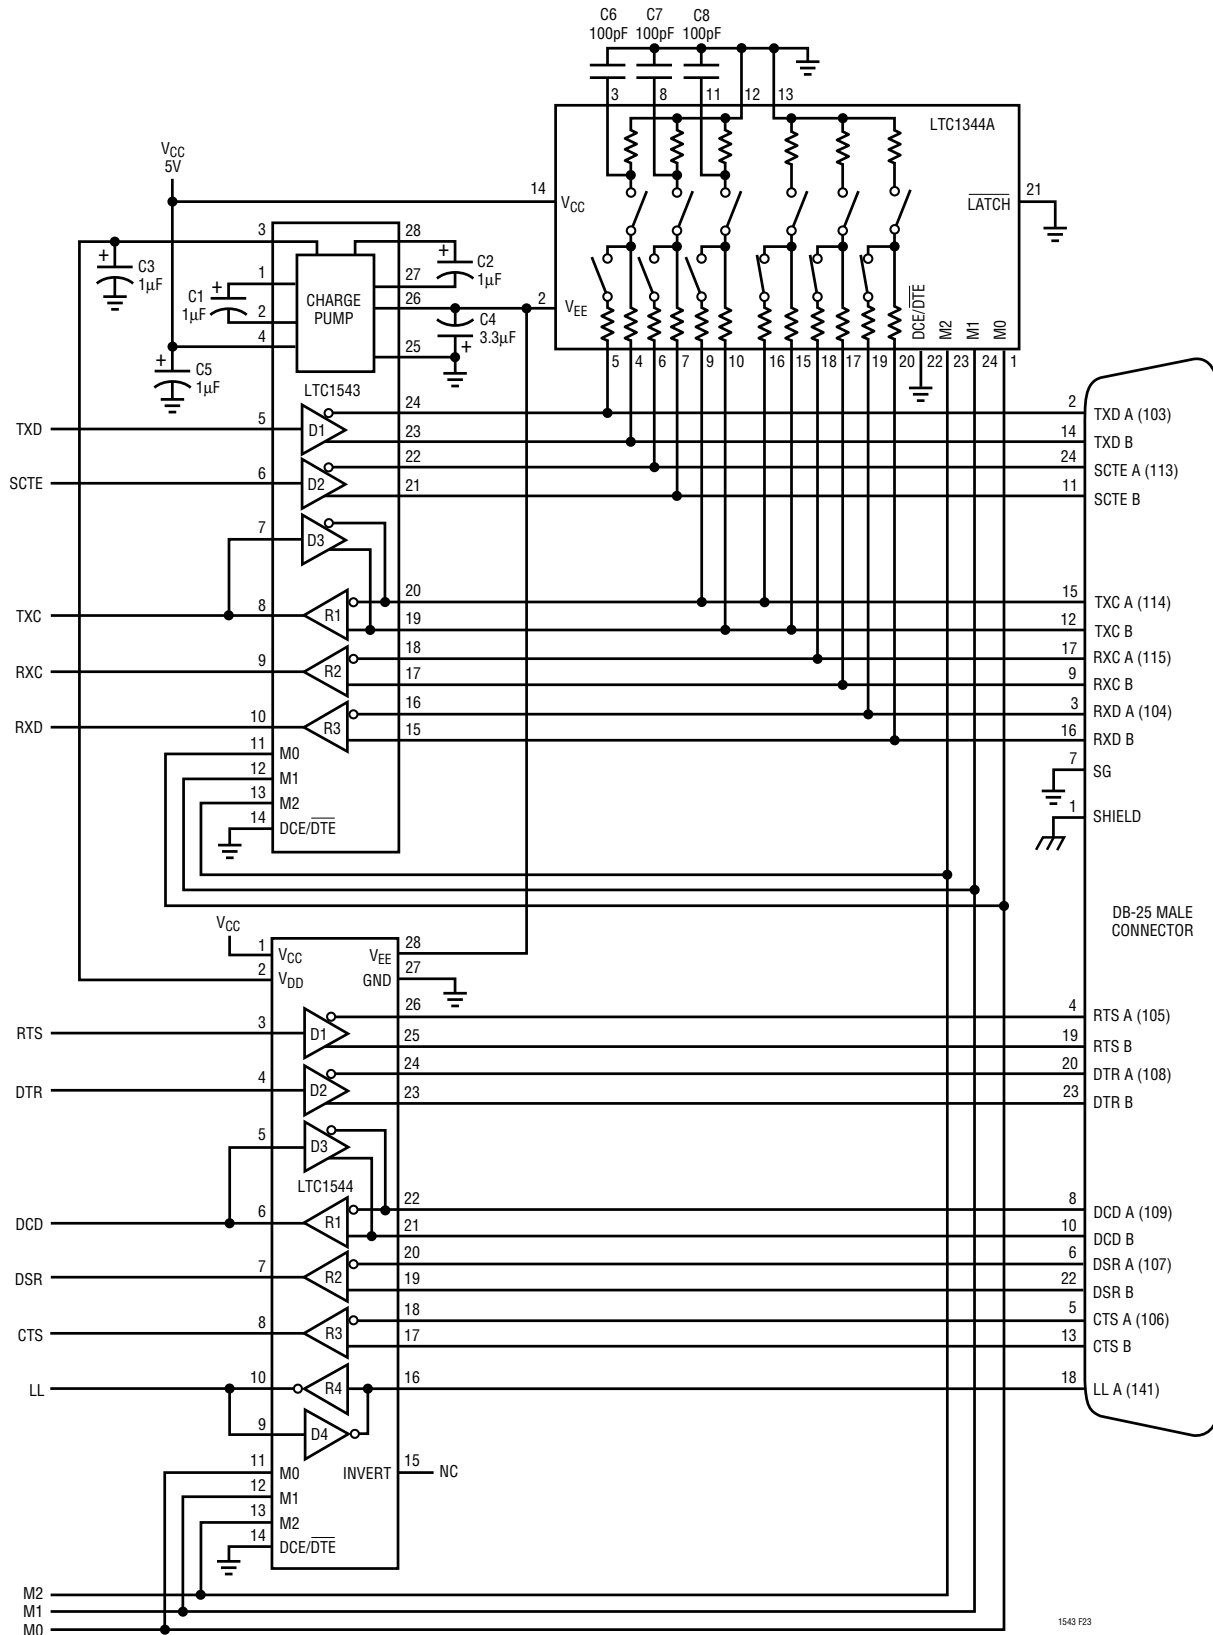 C6 C7 C8
100pF 100pF 100pF
3 8 11 12 13
LTC1344A
VCC
5V
14 VCC
LATCH 21
3 28
C3
1µF
C2
1µF
1 27
C1
1µF
CHARGE
PUMP
26 2 VEE
2
C4
3.3µF
4 25
DCE/DTE M2 M1 M0
5 4 6 7 9 10 16 15 18 17 19 20 22 23 24 1
C5
1µF
LTC1543
TXD 5 D1 24 2 TXD A (103)
23 14 TXD B
SCTE 6 D2 22 24 SCTE A (113)
21 11 SCTE B
7 D3
TXC 8 R1 20 15 TXC A (114)
19 12 TXC B
RXC 9 R2 18 17 RXC A (115)
17 9 RXC B
RXD 10 R3 16 3 RXD A (104)
15 16 RXD B
11 M0
7 SG
12 M1
13 M2
1 SHIELD
14 DCE/DTE
DB-25 MALE
CONNECTOR
VCC
1 VCC VEE 28
2 VDD GND 27
RTS 3 D1 26 4 RTS A (105)
25 19 RTS B
DTR 4 D2 24 20 DTR A (108)
23 23 DTR B
5 D3
LTC1544
DCD 6 R1 22 8 DCD A (109)
21 10 DCD B
DSR 7 R2 20 6 DSR A (107)
19 22 DSR B
CTS 8 R3 18 5 CTS A (106)
17 13 CTS B
LL 10 R4 16 18 LL A (141)
9 D4
11 M0 INVERT 15 NC
12 M1
13 M2
14 DCE/DTE
M2
M1
M0
1543 F23